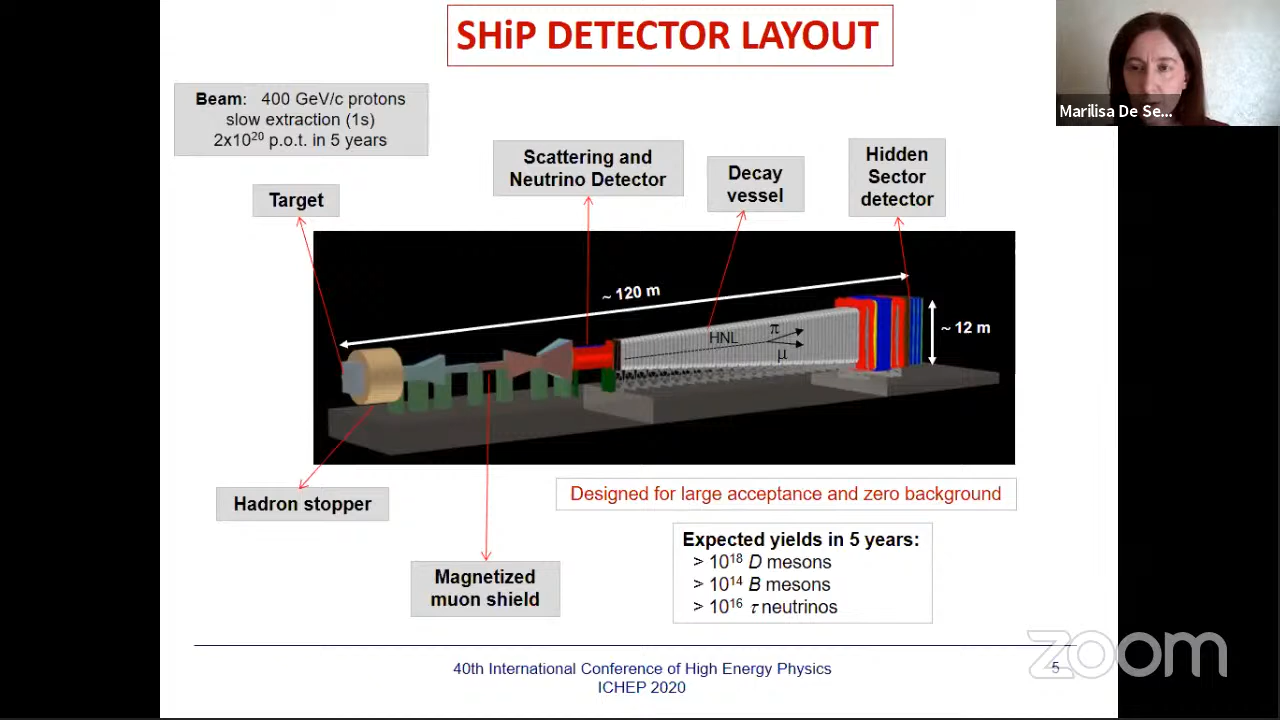 SHiP DETECTOR LAYOUT
Marilisa De Se...
Beam: 400 GeV/c protons
slow extraction (1s)
2x10²⁰ p.o.t. in 5 years
Target
Scattering and
Neutrino Detector
Decay
vessel
Hidden
Sector
detector
~ 120 m
~ 12 m
HNL
π
μ
Hadron stopper
Magnetized
muon shield
Designed for large acceptance and zero background
Expected yields in 5 years:
> 10¹⁸ D mesons
> 10¹⁴ B mesons
> 10¹⁶ τ neutrinos
40th International Conference of High Energy Physics
ICHEP 2020
5
zoom